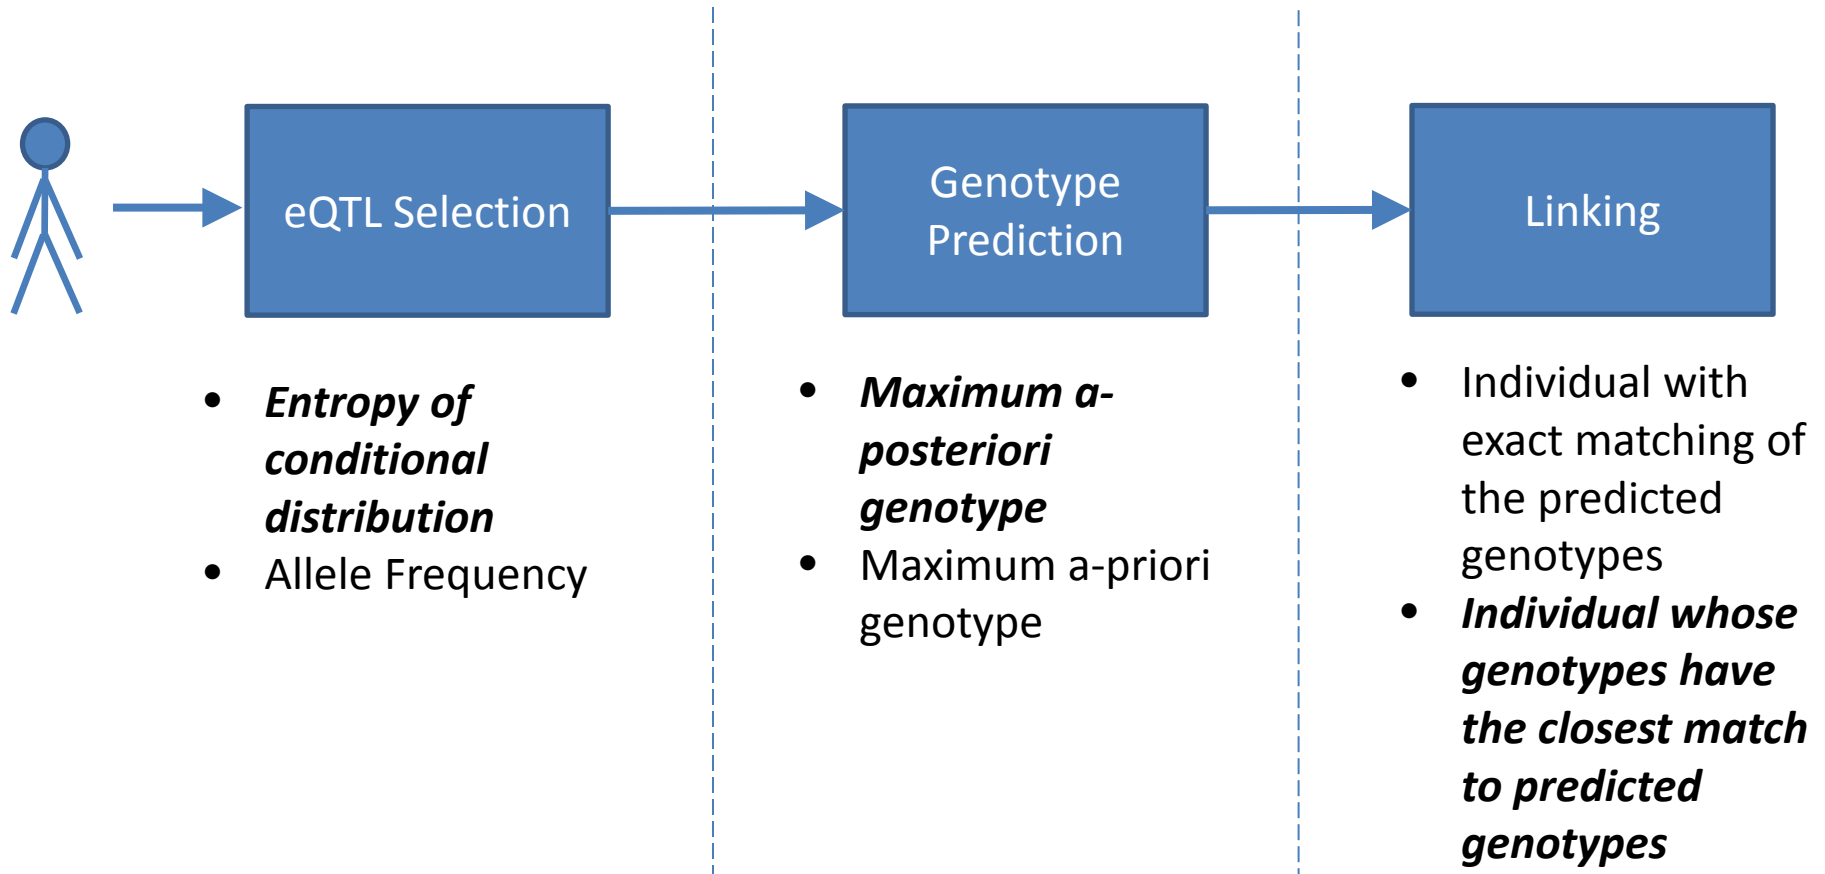 eQTL Selection
Genotype
Prediction
Linking
• Entropy of
conditional
distribution
• Allele Frequency
• Maximum a-
posteriori
genotype
• Maximum a-priori
genotype
• Individual with
exact matching of
the predicted
genotypes
• Individual whose
genotypes have
the closest match
to predicted
genotypes